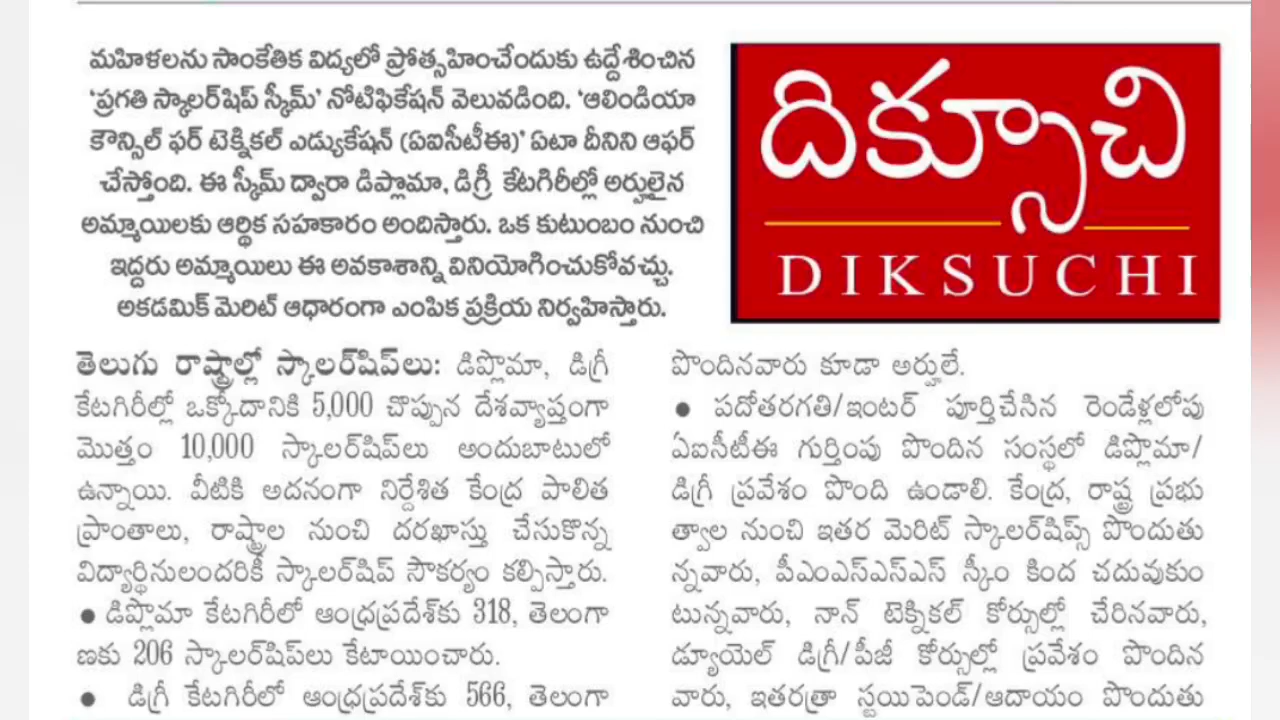 మహిళలను సాంకేతిక విద్యలో ప్రోత్సహించేందుకు ఉద్దేశించిన
‘ప్రగతి స్కాలర్‌షిప్ స్కీమ్’ నోటిఫికేషన్ వెలువడింది. ‘ఆలిండియా
కౌన్సిల్ ఫర్ టెక్నికల్ ఎడ్యుకేషన్ (ఏఐసీటీఈ)’ ఏటా దీనిని ఆఫర్
చేస్తోంది. ఈ స్కీమ్ ద్వారా డిప్లొమా, డిగ్రీ కేటగిరీల్లో అర్హులైన
అమ్మాయిలకు ఆర్థిక సహకారం అందిస్తారు. ఒక కుటుంబం నుంచి
ఇద్దరు అమ్మాయిలు ఈ అవకాశాన్ని వినియోగించుకోవచ్చు.
అకడమిక్ మెరిట్ ఆధారంగా ఎంపిక ప్రక్రియ నిర్వహిస్తారు.
దిక్సూచి
DIKSUCHI
తెలుగు రాష్ట్రాల్లో స్కాలర్‌షిప్‌లు: డిప్లొమా, డిగ్రీ
కేటగిరీల్లో ఒక్కోదానికి 5,000 చొప్పున దేశవ్యాప్తంగా
మొత్తం 10,000 స్కాలర్‌షిప్‌లు అందుబాటులో
ఉన్నాయి. వీటికి అదనంగా నిర్దేశిత కేంద్ర పాలిత
ప్రాంతాలు, రాష్ట్రాల నుంచి దరఖాస్తు చేసుకొన్న
విద్యార్థినులందరికీ స్కాలర్‌షిప్ సౌకర్యం కల్పిస్తారు.
● డిప్లొమా కేటగిరీలో ఆంధ్రప్రదేశ్‌కు 318, తెలంగా
ణకు 206 స్కాలర్‌షిప్‌లు కేటాయించారు.
● డిగ్రీ కేటగిరీలో ఆంధ్రప్రదేశ్‌కు 566, తెలంగా
పొందినవారు కూడా అర్హులే.
● పదోతరగతి/ఇంటర్ పూర్తిచేసిన రెండేళ్లలోపు
ఏఐసీటీఈ గుర్తింపు పొందిన సంస్థలో డిప్లొమా/
డిగ్రీ ప్రవేశం పొంది ఉండాలి. కేంద్ర, రాష్ట్ర ప్రభు
త్వాల నుంచి ఇతర మెరిట్ స్కాలర్‌షిప్స్ పొందుతు
న్నవారు, పీఎంఎస్ఎస్ఎస్ స్కీం కింద చదువుకుం
టున్నవారు, నాన్ టెక్నికల్ కోర్సుల్లో చేరినవారు,
డ్యూయెల్ డిగ్రీ/పీజీ కోర్సుల్లో ప్రవేశం పొందిన
వారు, ఇతరత్రా స్టయిపెండ్/ఆదాయం పొందుతు